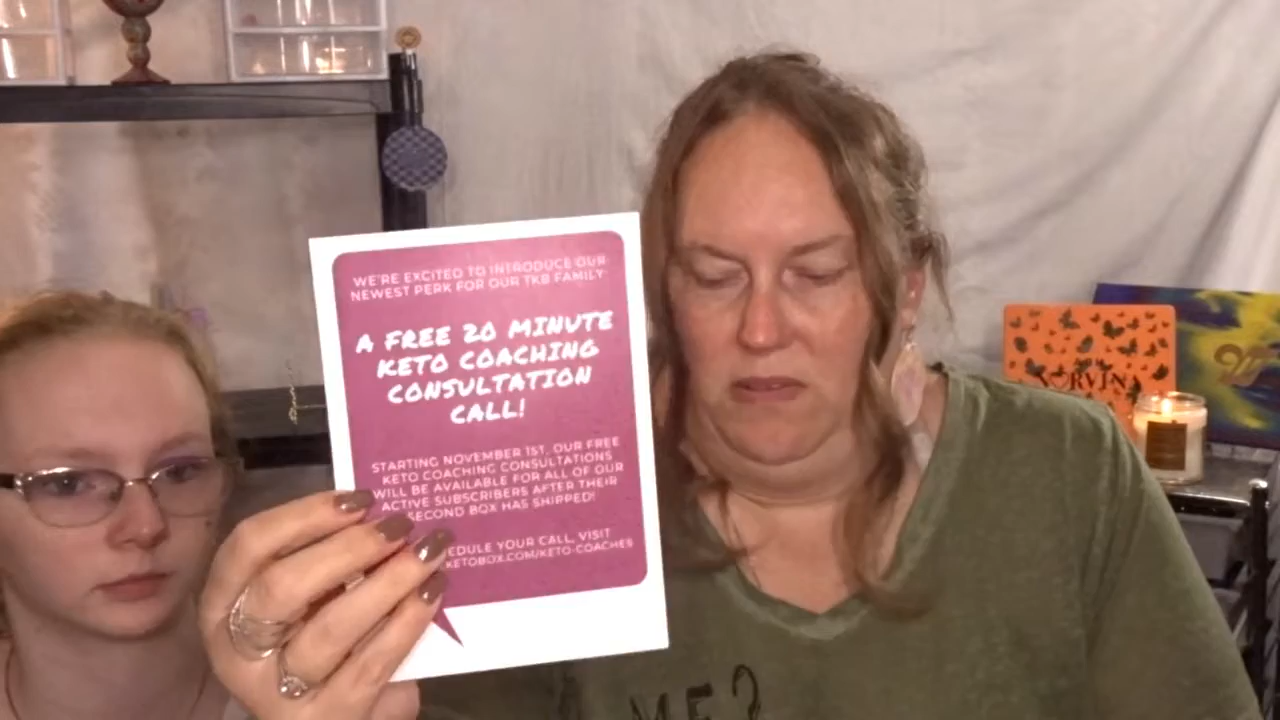 WE'RE EXCITED TO INTRODUCE OUR
NEWEST PERK FOR OUR TKB FAMILY
A FREE 20 MINUTE
KETO COACHING
CONSULTATION
CALL!
STARTING NOVEMBER 1ST, OUR FREE
KETO COACHING CONSULTATIONS
WILL BE AVAILABLE FOR ALL OF OUR
ACTIVE SUBSCRIBERS AFTER THEIR
SECOND BOX HAS SHIPPED!
EDULE YOUR CALL, VISIT
KETOBOX.COM/KETO-COACHES
ME?